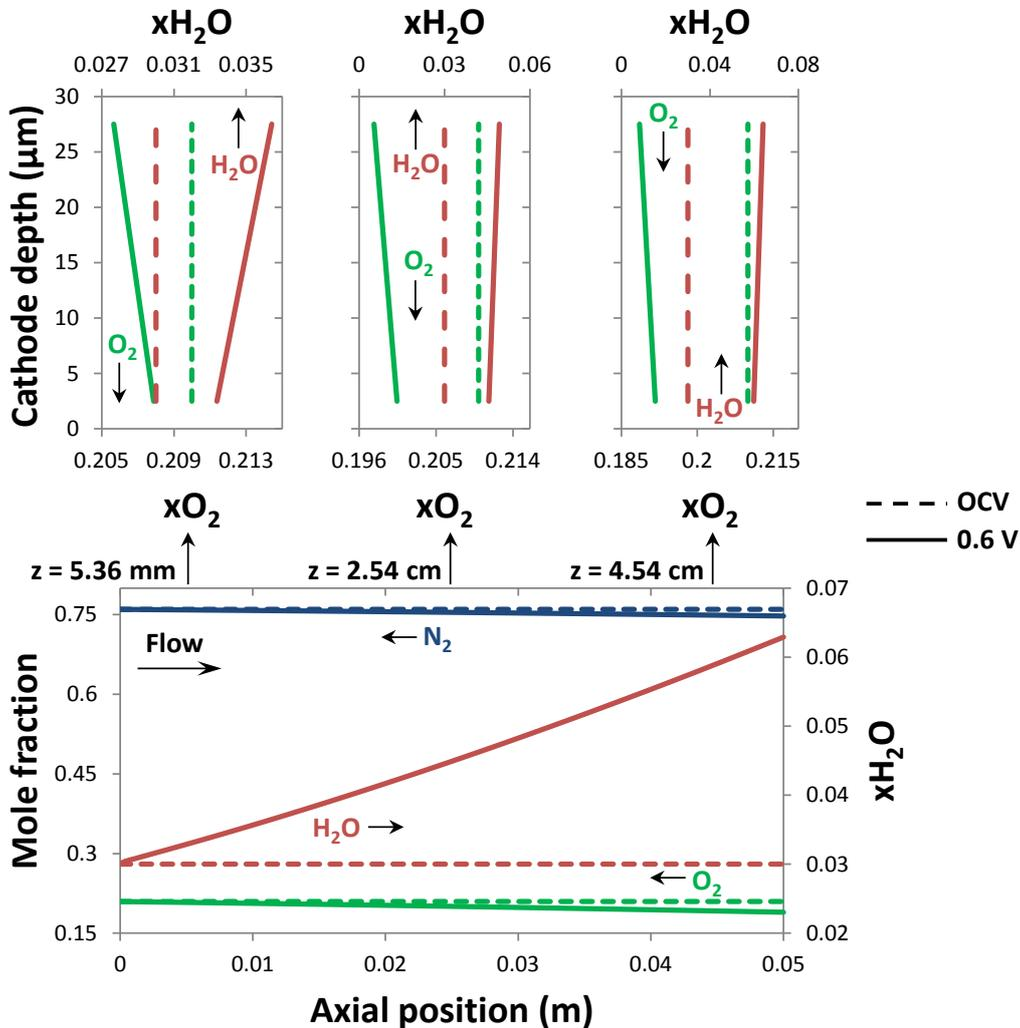 xH₂O xH₂O xH₂O
0.027 0.031 0.035 0 0.03 0.06 0 0.04 0.08
Cathode depth (µm)
30
25
20
15
10
5
0
O₂
H₂O
H₂O
O₂
O₂
H₂O
0.205 0.209 0.213 0.196 0.205 0.214 0.185 0.2 0.215
xO₂ xO₂ xO₂
OCV
0.6 V
z = 5.36 mm z = 2.54 cm z = 4.54 cm
Mole fraction
0.75
0.6
0.45
0.3
0.15
Flow
N₂
H₂O
O₂
0.07
0.06
0.05
0.04
0.03
0.02
xH₂O
0 0.01 0.02 0.03 0.04 0.05
Axial position (m)